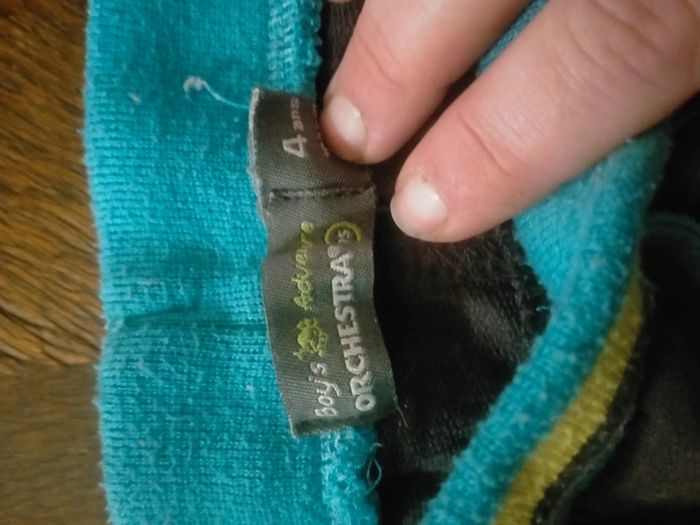 Boy's Adventure
ORCHESTRA®
4 ans